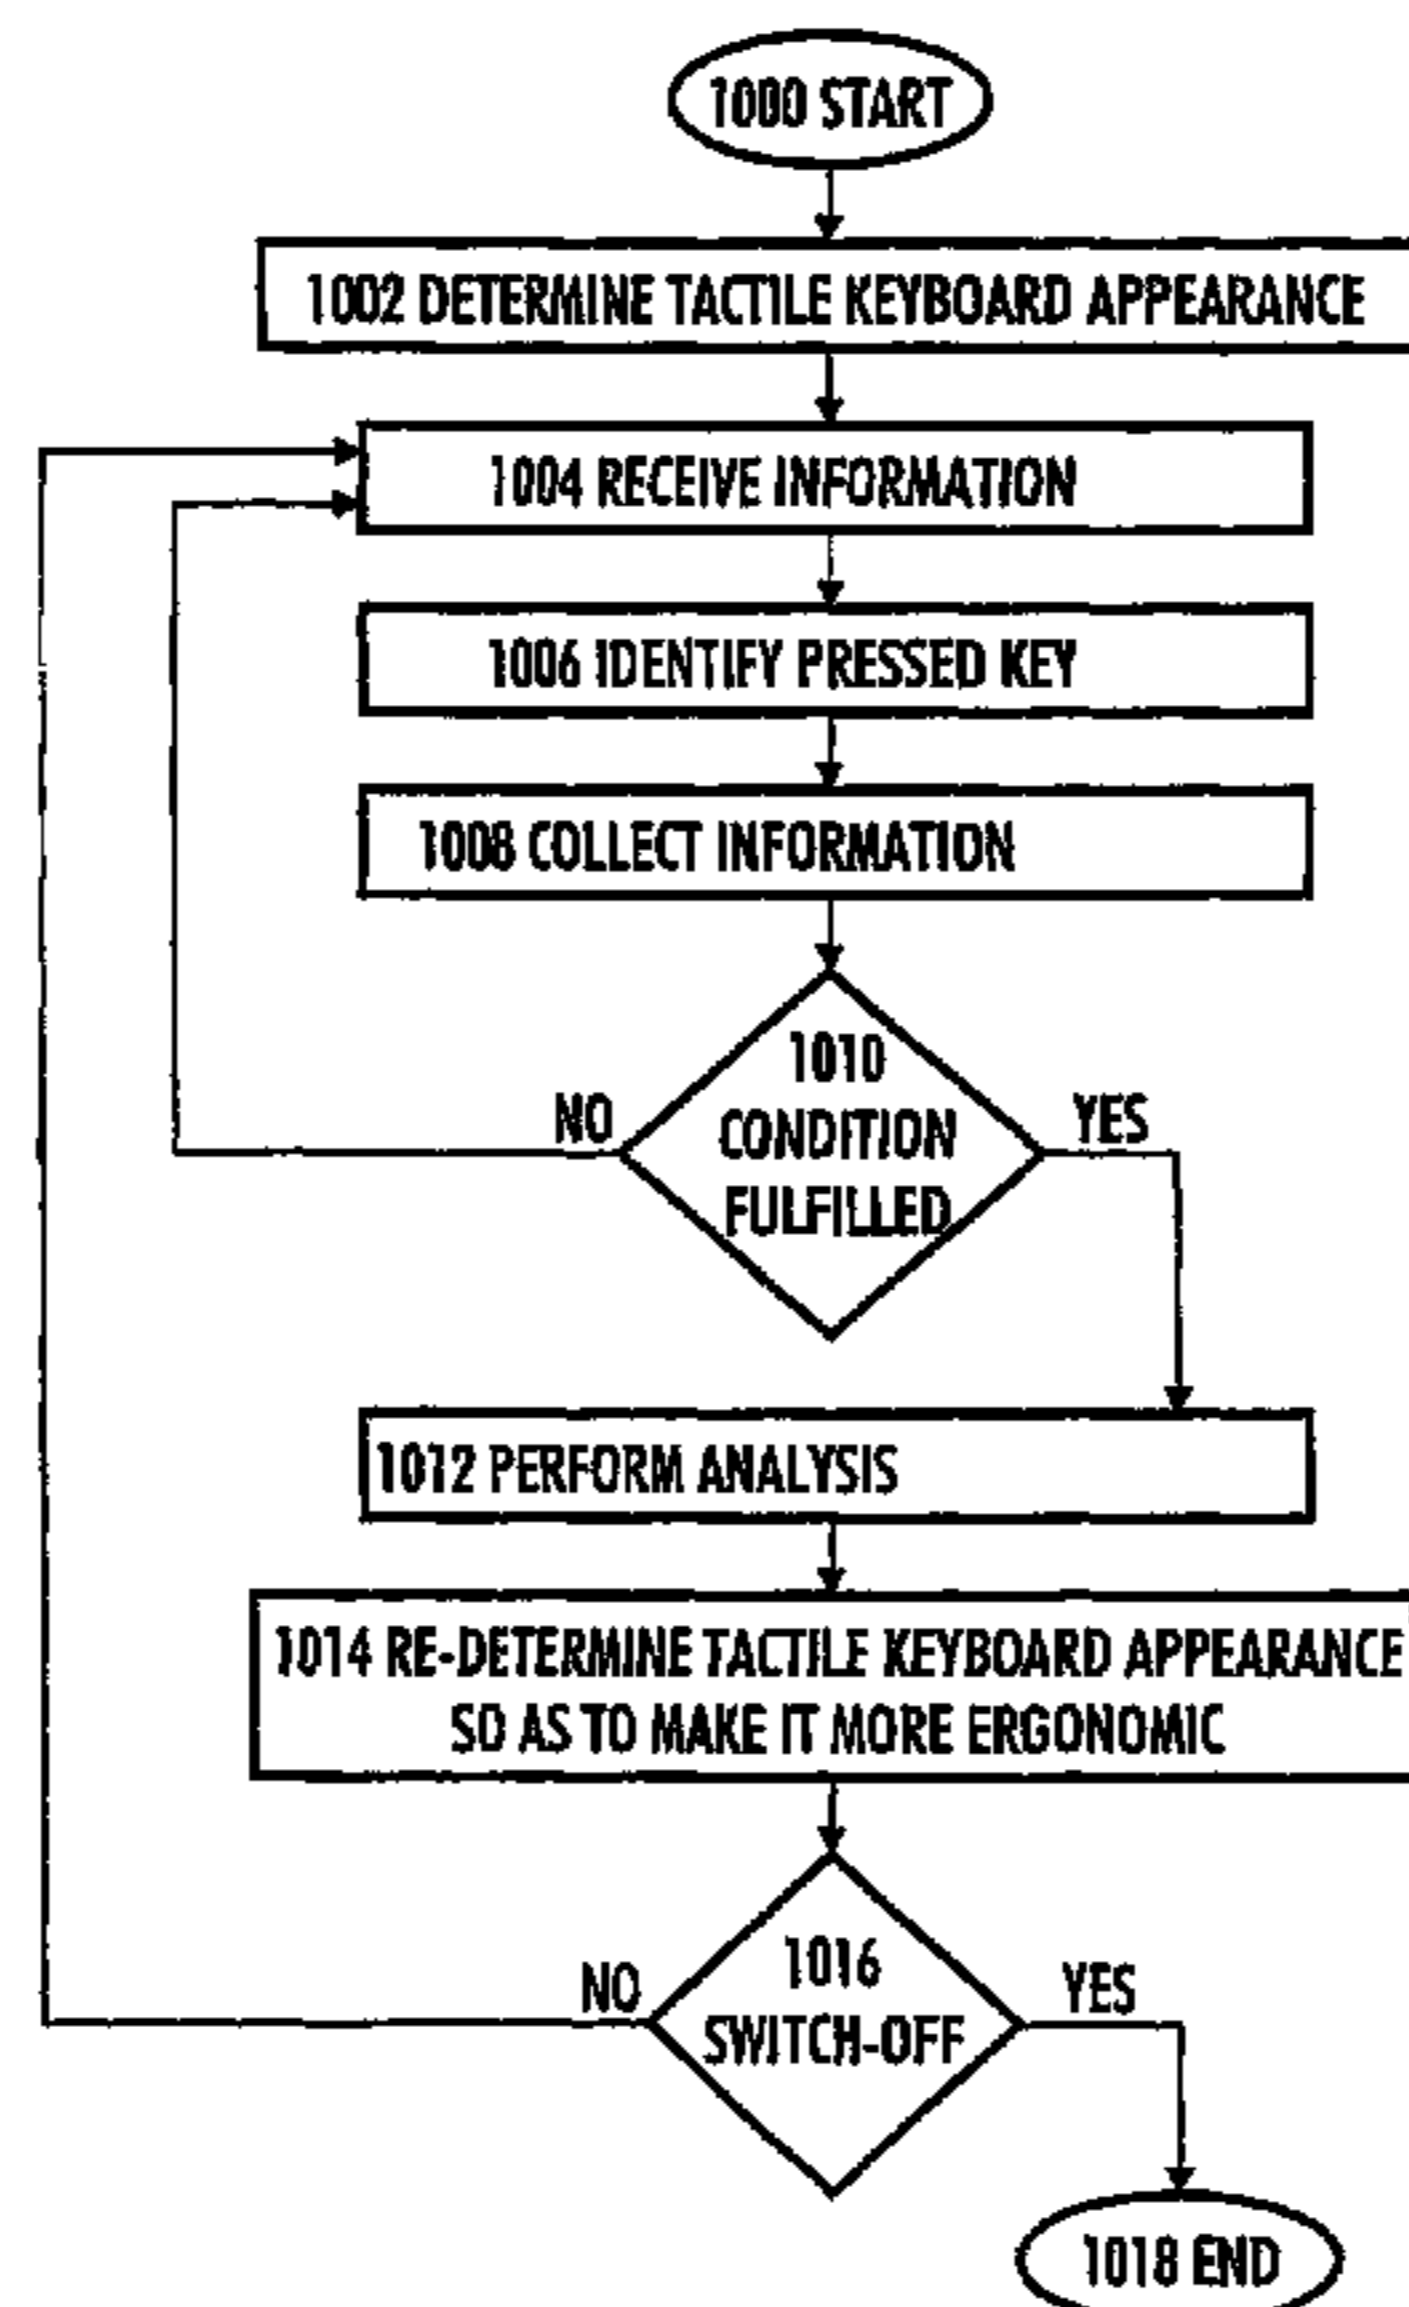 1000 START
1002 DETERMINE TACTILE KEYBOARD APPEARANCE
1004 RECEIVE INFORMATION
1006 IDENTIFY PRESSED KEY
1008 COLLECT INFORMATION
1010
CONDITION
FULFILLED
NO
YES
1012 PERFORM ANALYSIS
1014 RE-DETERMINE TACTILE KEYBOARD APPEARANCE
SO AS TO MAKE IT MORE ERGONOMIC
1016
SWITCH-OFF
NO
YES
1018 END